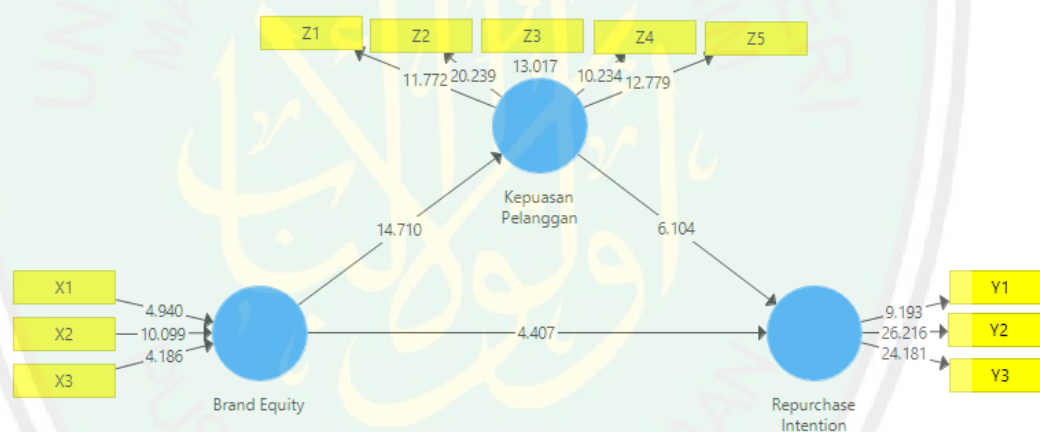 Z1
Z2
Z3
Z4
Z5
11.772
20.239
13.017
10.234
12.779
Kepuasan
Pelanggan
14.710
6.104
X1
X2
X3
4.940
10.099
4.186
4.407
9.193
26.216
24.181
Y1
Y2
Y3
Brand Equity
Repurchase
Intention